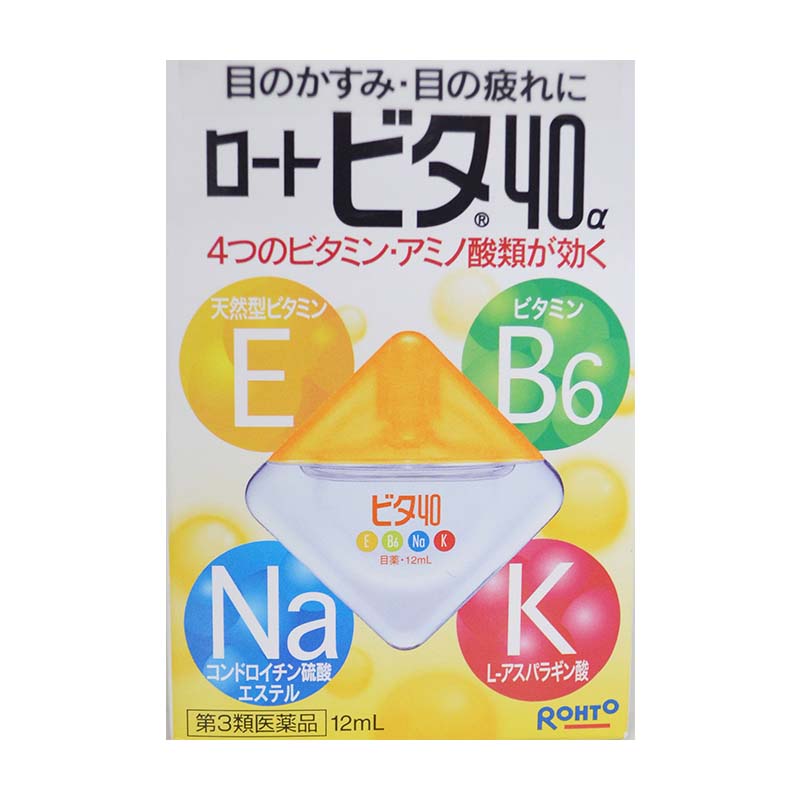 目のかすみ・目の疲れに
ロートビタ®40α
4つのビタミン・アミノ酸類が効く
天然型ビタミン
E
ビタミン
B6
ビタ40
E B6 Na K
目薬・12mL
Na
コンドロイチン硫酸
エステル
K
L-アスパラギン酸
第3類医薬品 12mL
ROHTO